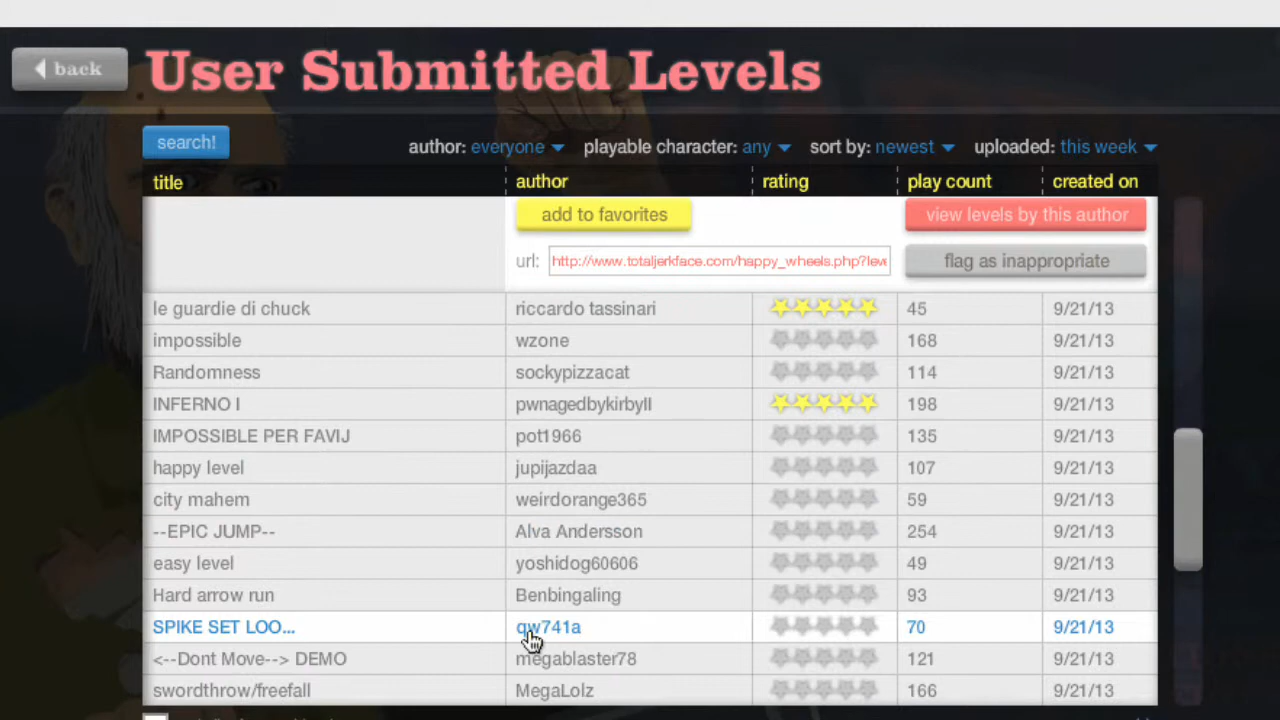 back
User Submitted Levels
search! author: everyone playable character: any sort by: newest uploaded: this week
title author rating play count created on
add to favorites view levels by this author
url: http://www.totaljerkface.com/happy_wheels.php?leve flag as inappropriate
le guardie di chuck riccardo tassinari 45 9/21/13
impossible wzone 168 9/21/13
Randomness sockypizzacat 114 9/21/13
INFERNO I pwnagedbykirbyII 198 9/21/13
IMPOSSIBLE PER FAVIJ pot1966 135 9/21/13
happy level jupijazdaa 107 9/21/13
city mahem weirdorange365 59 9/21/13
--EPIC JUMP-- Alva Andersson 254 9/21/13
easy level yoshidog60606 49 9/21/13
Hard arrow run Benbingaling 93 9/21/13
SPIKE SET LOO... qw741a 70 9/21/13
<--Dont Move--> DEMO megablaster78 121 9/21/13
swordthrow/freefall MegaLolz 166 9/21/13